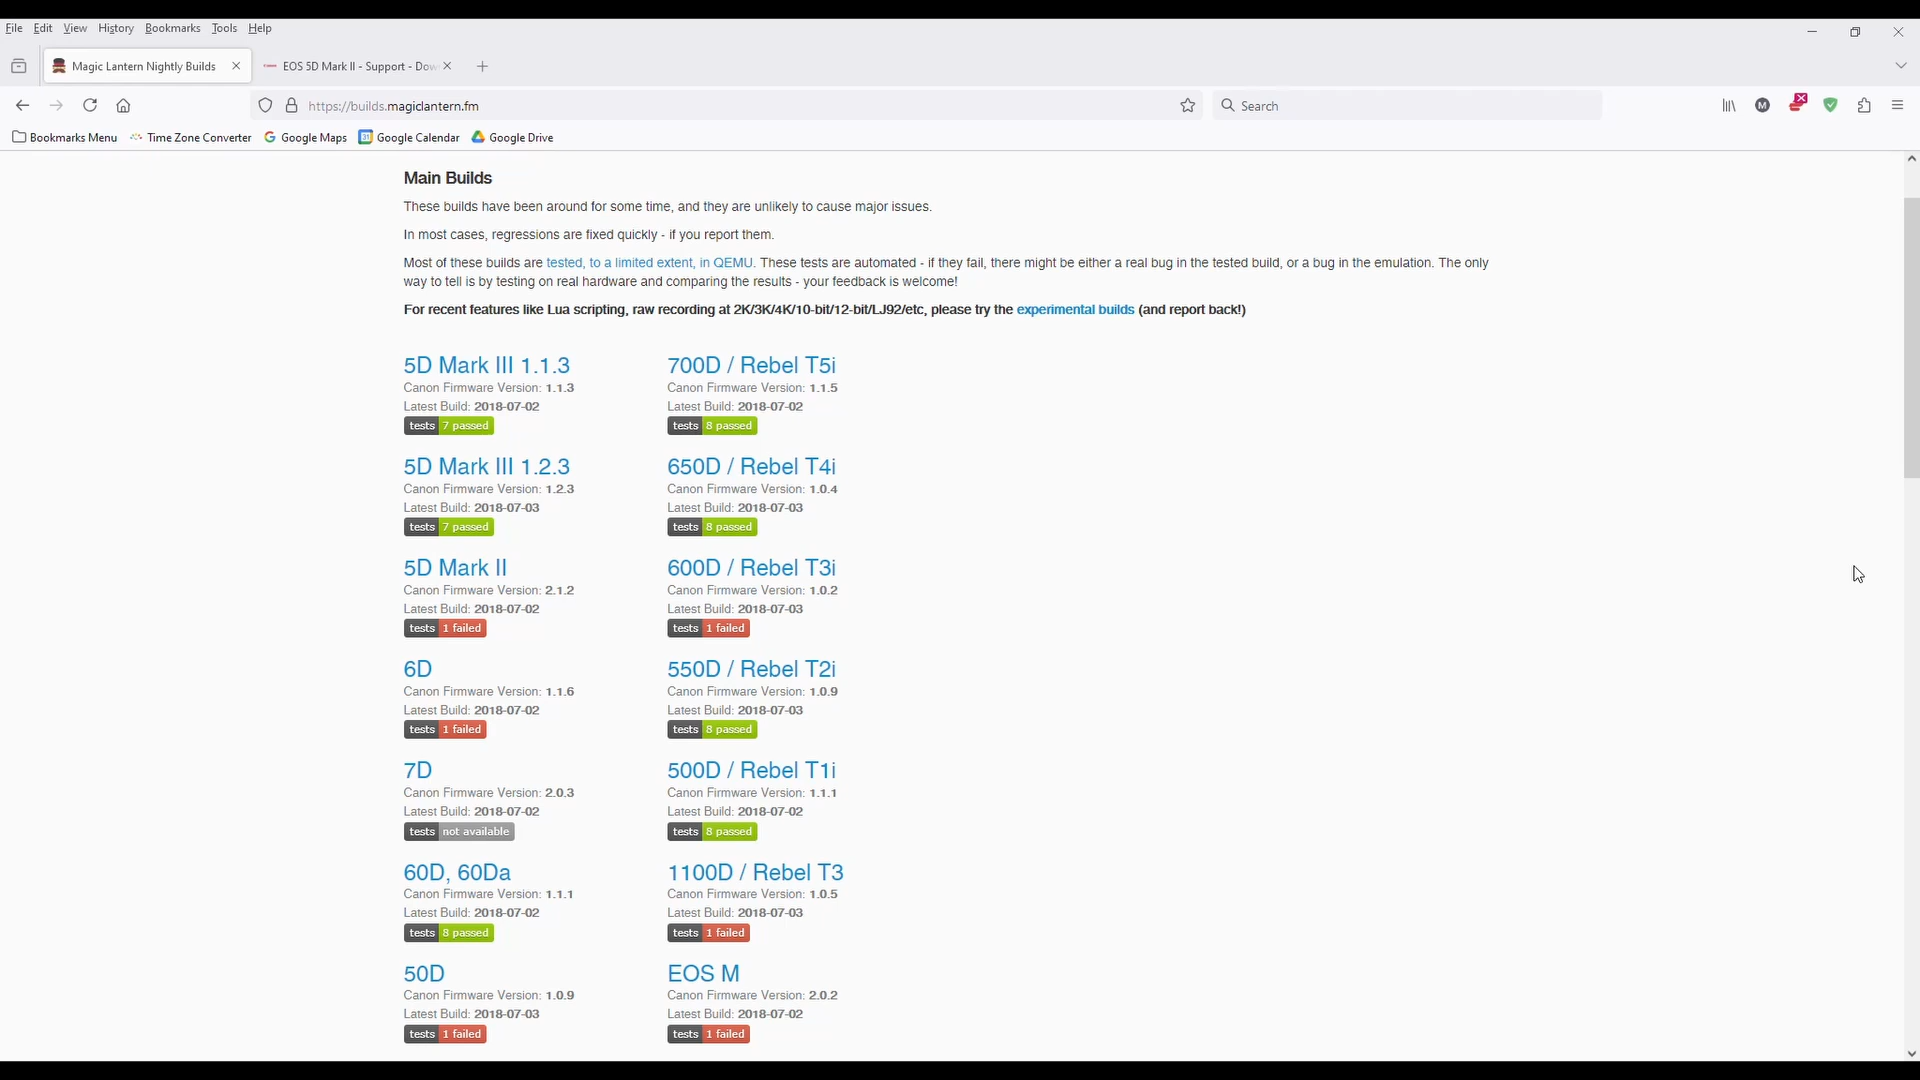 File Edit View History Bookmarks Tools Help
Magic Lantern Nightly Builds
EOS 5D Mark II - Support - Dow
https://builds.magiclantern.fm
Search
Bookmarks Menu Time Zone Converter Google Maps Google Calendar Google Drive
Main Builds
These builds have been around for some time, and they are unlikely to cause major issues.
In most cases, regressions are fixed quickly - if you report them.
Most of these builds are tested, to a limited extent, in QEMU. These tests are automated - if they fail, there might be either a real bug in the tested build, or a bug in the emulation. The only
way to tell is by testing on real hardware and comparing the results - your feedback is welcome!
For recent features like Lua scripting, raw recording at 2K/3K/4K/10-bit/12-bit/LJ92/etc, please try the experimental builds (and report back!)
5D Mark III 1.1.3
Canon Firmware Version: 1.1.3
Latest Build: 2018-07-02
tests 7 passed
5D Mark III 1.2.3
Canon Firmware Version: 1.2.3
Latest Build: 2018-07-03
tests 7 passed
5D Mark II
Canon Firmware Version: 2.1.2
Latest Build: 2018-07-02
tests 1 failed
6D
Canon Firmware Version: 1.1.6
Latest Build: 2018-07-02
tests 1 failed
7D
Canon Firmware Version: 2.0.3
Latest Build: 2018-07-02
tests not available
60D, 60Da
Canon Firmware Version: 1.1.1
Latest Build: 2018-07-02
tests 8 passed
50D
Canon Firmware Version: 1.0.9
Latest Build: 2018-07-03
tests 1 failed
700D / Rebel T5i
Canon Firmware Version: 1.1.5
Latest Build: 2018-07-02
tests 8 passed
650D / Rebel T4i
Canon Firmware Version: 1.0.4
Latest Build: 2018-07-03
tests 8 passed
600D / Rebel T3i
Canon Firmware Version: 1.0.2
Latest Build: 2018-07-03
tests 1 failed
550D / Rebel T2i
Canon Firmware Version: 1.0.9
Latest Build: 2018-07-03
tests 8 passed
500D / Rebel T1i
Canon Firmware Version: 1.1.1
Latest Build: 2018-07-02
tests 8 passed
1100D / Rebel T3
Canon Firmware Version: 1.0.5
Latest Build: 2018-07-03
tests 1 failed
EOS M
Canon Firmware Version: 2.0.2
Latest Build: 2018-07-02
tests 1 failed